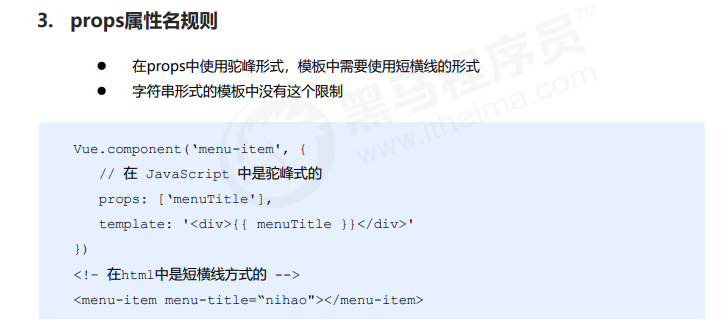 3. props属性名规则
● 在props中使用驼峰形式，模板中需要使用短横线的形式
● 字符串形式的模板中没有这个限制
Vue.component(‘menu-item', {
// 在 JavaScript 中是驼峰式的
props: [‘menuTitle'],
template: '<div>{{ menuTitle }}</div>'
})
<!– 在html中是短横线方式的 -->
<menu-item menu-title=“nihao"></menu-item>
黑马程序员™
www.itheima.com